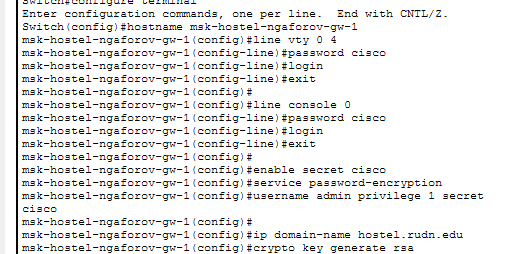 Switch#configure terminal
Enter configuration commands, one per line.  End with CNTL/Z.
Switch(config)#hostname msk-hostel-ngaforov-gw-1
msk-hostel-ngaforov-gw-1(config)#line vty 0 4
msk-hostel-ngaforov-gw-1(config-line)#password cisco
msk-hostel-ngaforov-gw-1(config-line)#login
msk-hostel-ngaforov-gw-1(config-line)#exit
msk-hostel-ngaforov-gw-1(config)#
msk-hostel-ngaforov-gw-1(config)#line console 0
msk-hostel-ngaforov-gw-1(config-line)#password cisco
msk-hostel-ngaforov-gw-1(config-line)#login
msk-hostel-ngaforov-gw-1(config-line)#exit
msk-hostel-ngaforov-gw-1(config)#
msk-hostel-ngaforov-gw-1(config)#enable secret cisco
msk-hostel-ngaforov-gw-1(config)#service password-encryption
msk-hostel-ngaforov-gw-1(config)#username admin privilege 1 secret
cisco
msk-hostel-ngaforov-gw-1(config)#
msk-hostel-ngaforov-gw-1(config)#ip domain-name hostel.rudn.edu
msk-hostel-ngaforov-gw-1(config)#crypto key generate rsa